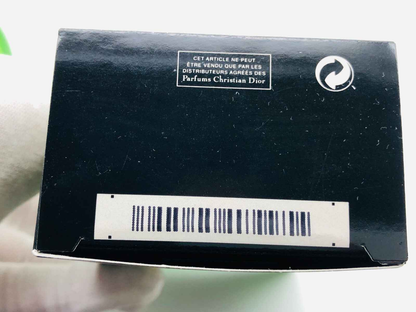 CET ARTICLE NE PEUT
ÊTRE VENDU QUE PAR LES
DISTRIBUTEURS AGRÉES DES
Parfums Christian Dior